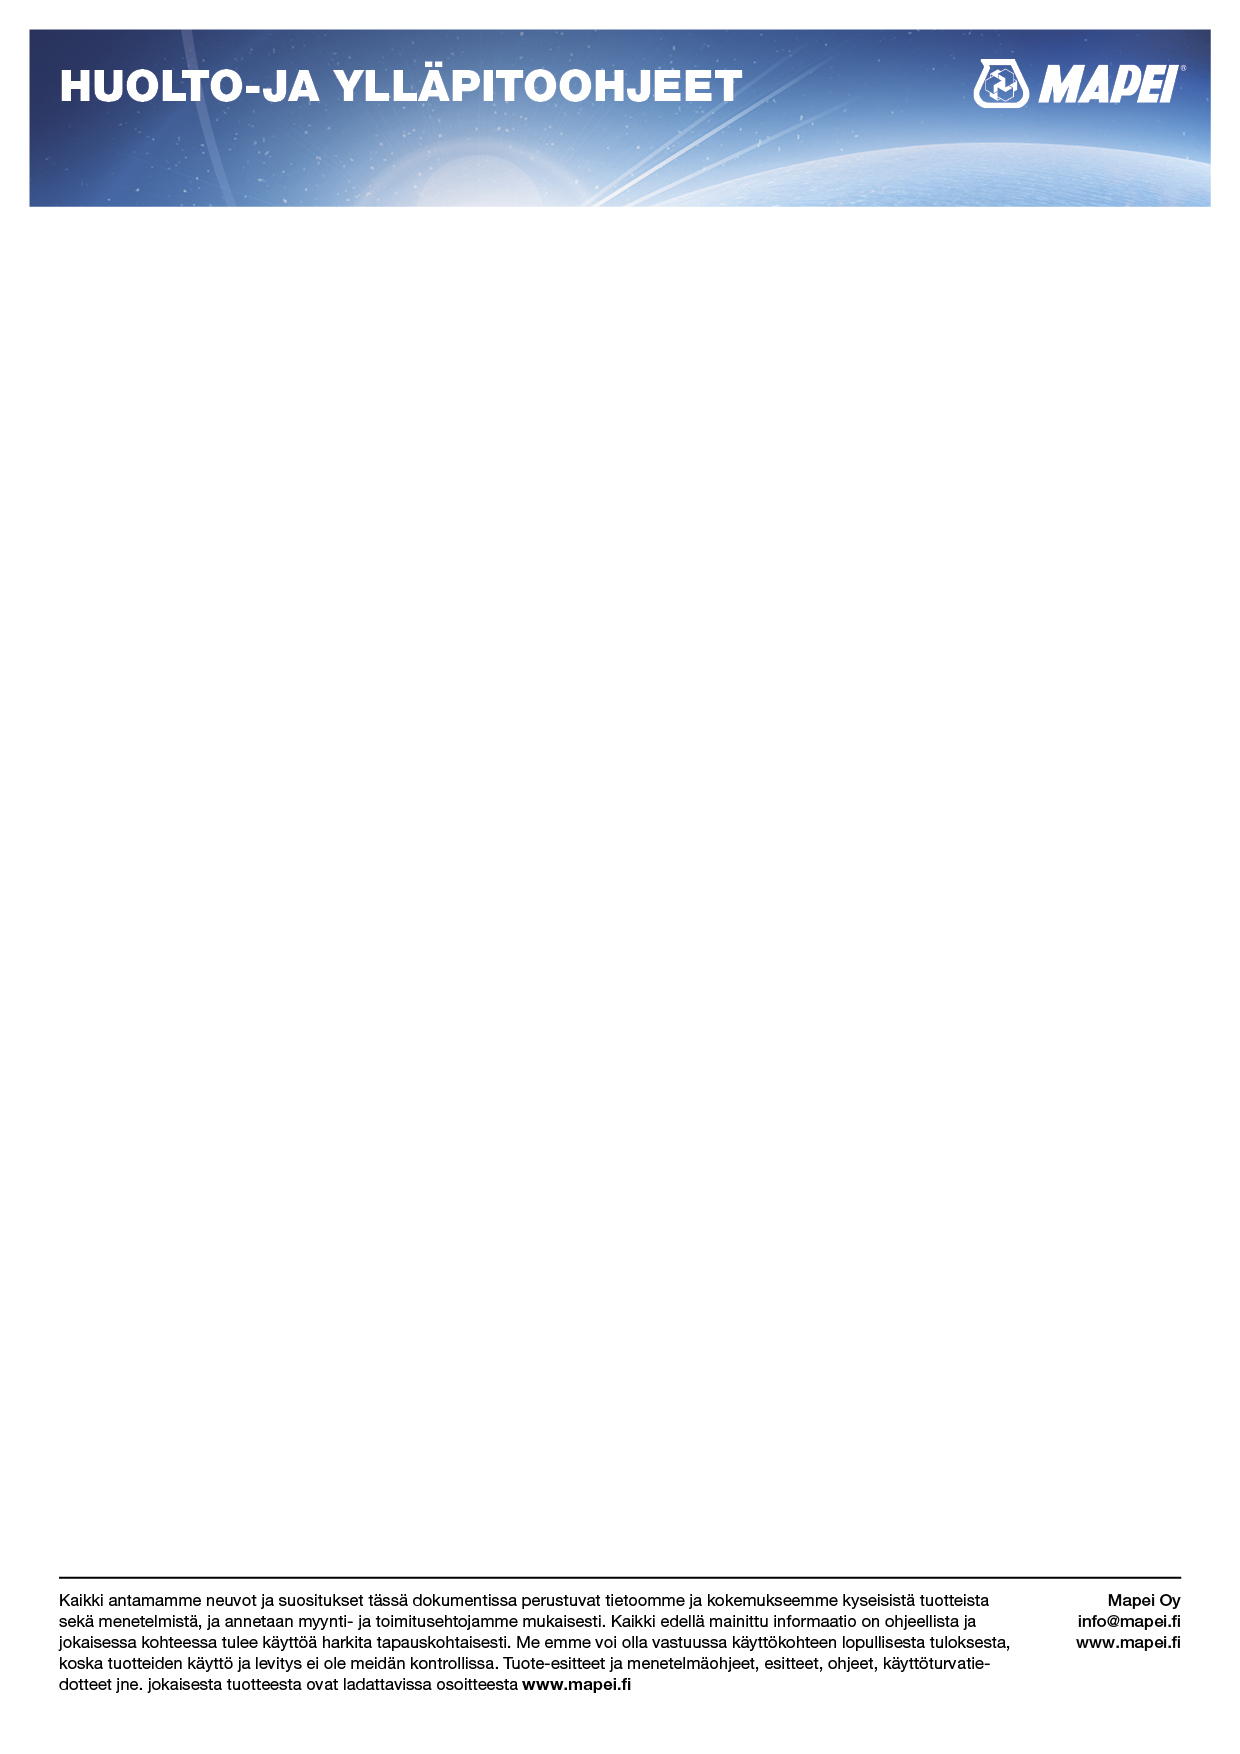 HUOLTO-JA YLLÄPITOOHJEET
MAPEI®
Kaikki antamamme neuvot ja suositukset tässä dokumentissa perustuvat tietoomme ja kokemukseemme kyseisistä tuotteista
sekä menetelmistä, ja annetaan myynti- ja toimitusehtojamme mukaisesti. Kaikki edellä mainittu informaatio on ohjeellista ja
jokaisessa kohteessa tulee käyttöä harkita tapauskohtaisesti. Me emme voi olla vastuussa käyttökohteen lopullisesta tuloksesta,
koska tuotteiden käyttö ja levitys ei ole meidän kontrollissa. Tuote-esitteet ja menetelmäohjeet, esitteet, ohjeet, käyttöturvatie-
dotteet jne. jokaisesta tuotteesta ovat ladattavissa osoitteesta www.mapei.fi
Mapei Oy
info@mapei.fi
www.mapei.fi